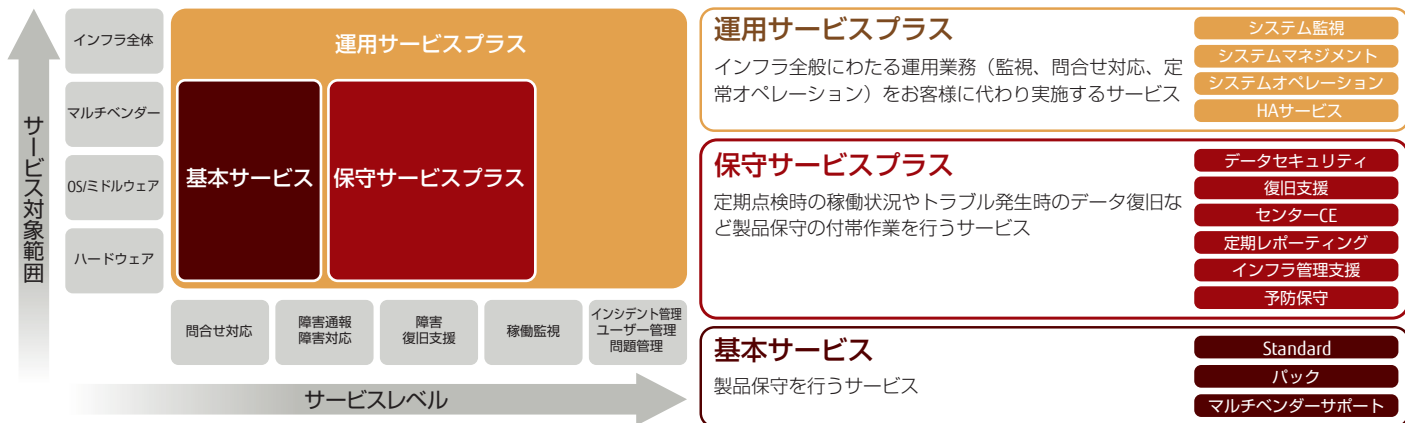 サービス対象範囲
インフラ全体
マルチベンダー
OS/ミドルウェア
ハードウェア
運用サービスプラス
基本サービス
保守サービスプラス
問合せ対応
障害通報
障害対応
障害
復旧支援
稼働監視
インシデント管理
ユーザー管理
問題管理
サービスレベル
運用サービスプラス
インフラ全般にわたる運用業務（監視、問合せ対応、定
常オペレーション）をお客様に代わり実施するサービス
システム監視
システムマネジメント
システムオペレーション
HAサービス
保守サービスプラス
定期点検時の稼働状況やトラブル発生時のデータ復旧な
ど製品保守の付帯作業を行うサービス
データセキュリティ
復旧支援
センターCE
定期レポーティング
インフラ管理支援
予防保守
基本サービス
製品保守を行うサービス
Standard
パック
マルチベンダーサポート